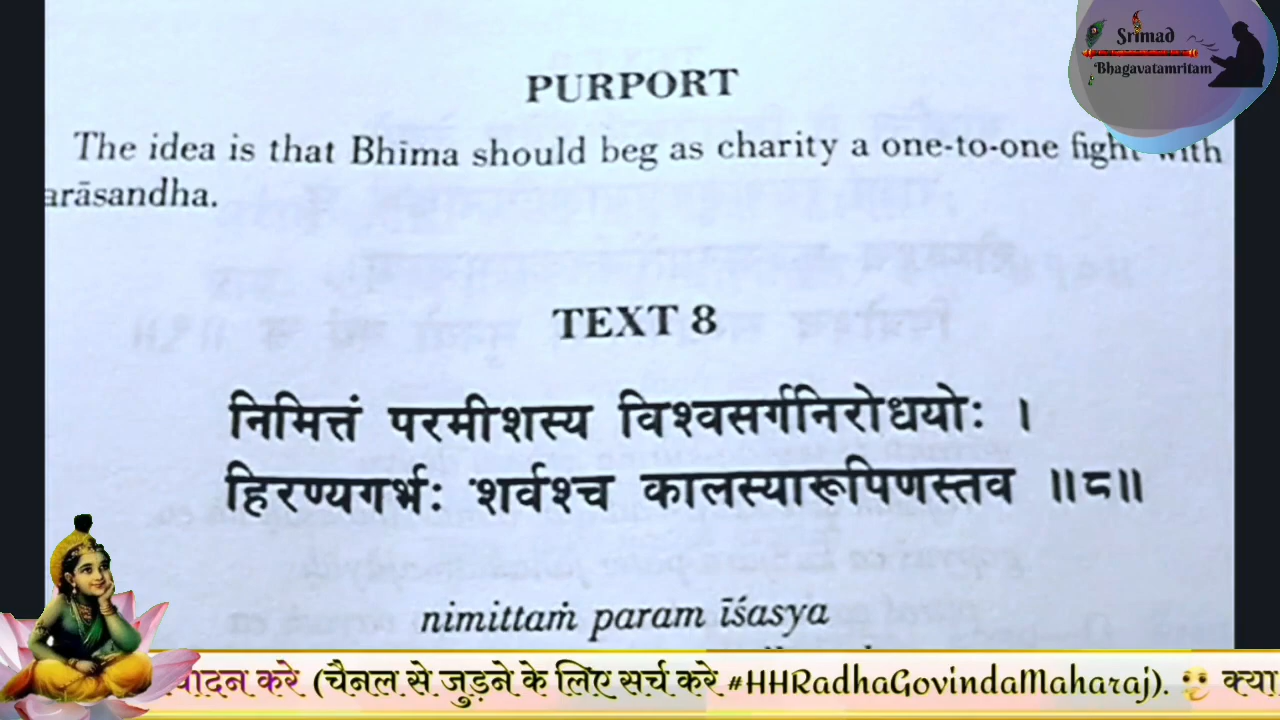 Srimad
Bhagavatamritam
PURPORT
The idea is that Bhīma should beg as charity a one-to-one fight with
arāsandha.
TEXT 8
निमित्तं परमीशस्य विश्वसर्गनिरोधयोः ।
हिरण्यगर्भः शर्वश्च कालस्यारूपिणस्तव ॥८॥
nimittaṁ param īśasya
करे (चैनल से जुड़ने के लिए सर्च करे #HHRadhaGovindaMaharaj). 🙂 क्या